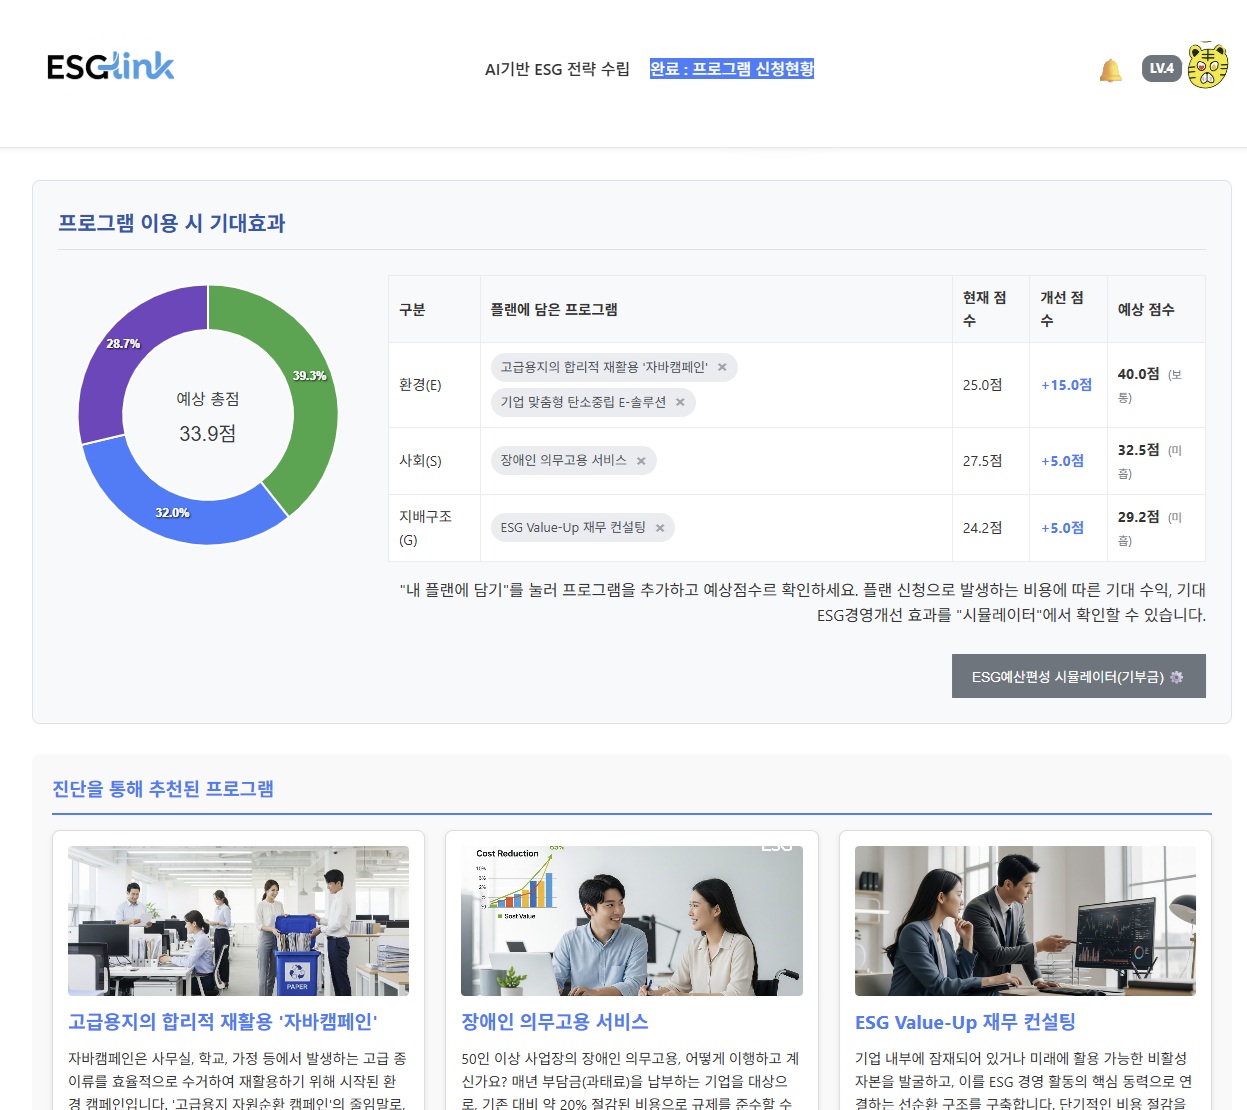 ESGlink
AI기반 ESG 전략 수립
완료 : 프로그램 신청현황
LV.4
프로그램 이용 시 기대효과
28.7%
39.3%
32.0%
예상 총점
33.9점
구분
플랜에 담은 프로그램
현재 점
수
개선 점
수
예상 점수
환경(E)
고급용지의 합리적 재활용 '자바캠페인' ×
기업 맞춤형 탄소중립 E-솔루션 ×
25.0점
+15.0점
40.0점 (보
통)
사회(S)
장애인 의무고용 서비스 ×
27.5점
+5.0점
32.5점 (미
흡)
지배구조
(G)
ESG Value-Up 재무 컨설팅 ×
24.2점
+5.0점
29.2점 (미
흡)
"내 플랜에 담기"를 눌러 프로그램을 추가하고 예상점수르 확인하세요. 플랜 신청으로 발생하는 비용에 따른 기대 수익, 기대
ESG경영개선 효과를 "시뮬레이터"에서 확인할 수 있습니다.
ESG예산편성 시뮬레이터(기부금)
진단을 통해 추천된 프로그램
PAPER
고급용지의 합리적 재활용 '자바캠페인'
자바캠페인은 사무실, 학교, 가정 등에서 발생하는 고급 종
이류를 효율적으로 수거하여 재활용하기 위해 시작된 환
경 캠페인입니다. '고급용지 자원순환 캠페인'의 줄임말로,
Cost Reduction
Sost Value
ESG
장애인 의무고용 서비스
50인 이상 사업장의 장애인 의무고용, 어떻게 이행하고 계
신가요? 매년 부담금(과태료)을 납부하는 기업을 대상으
로, 기존 대비 약 20% 절감된 비용으로 규제를 준수할 수
ESG Value-Up 재무 컨설팅
기업 내부에 잠재되어 있거나 미래에 활용 가능한 비활성
자본을 발굴하고, 이를 ESG 경영 활동의 핵심 동력으로 연
결하는 선순환 구조를 구축합니다. 단기적인 비용 절감을